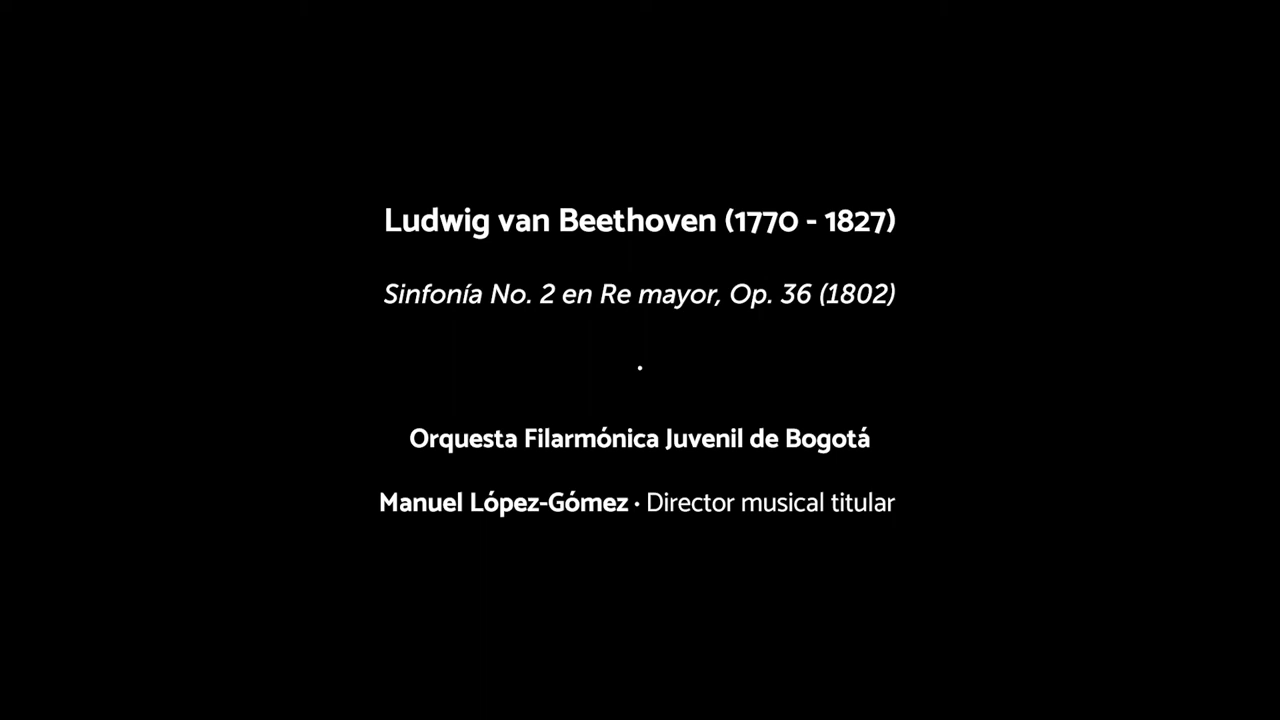 Ludwig van Beethoven (1770 - 1827)
Sinfonía No. 2 en Re mayor, Op. 36 (1802)
•
Orquesta Filarmónica Juvenil de Bogotá
Manuel López-Gómez • Director musical titular